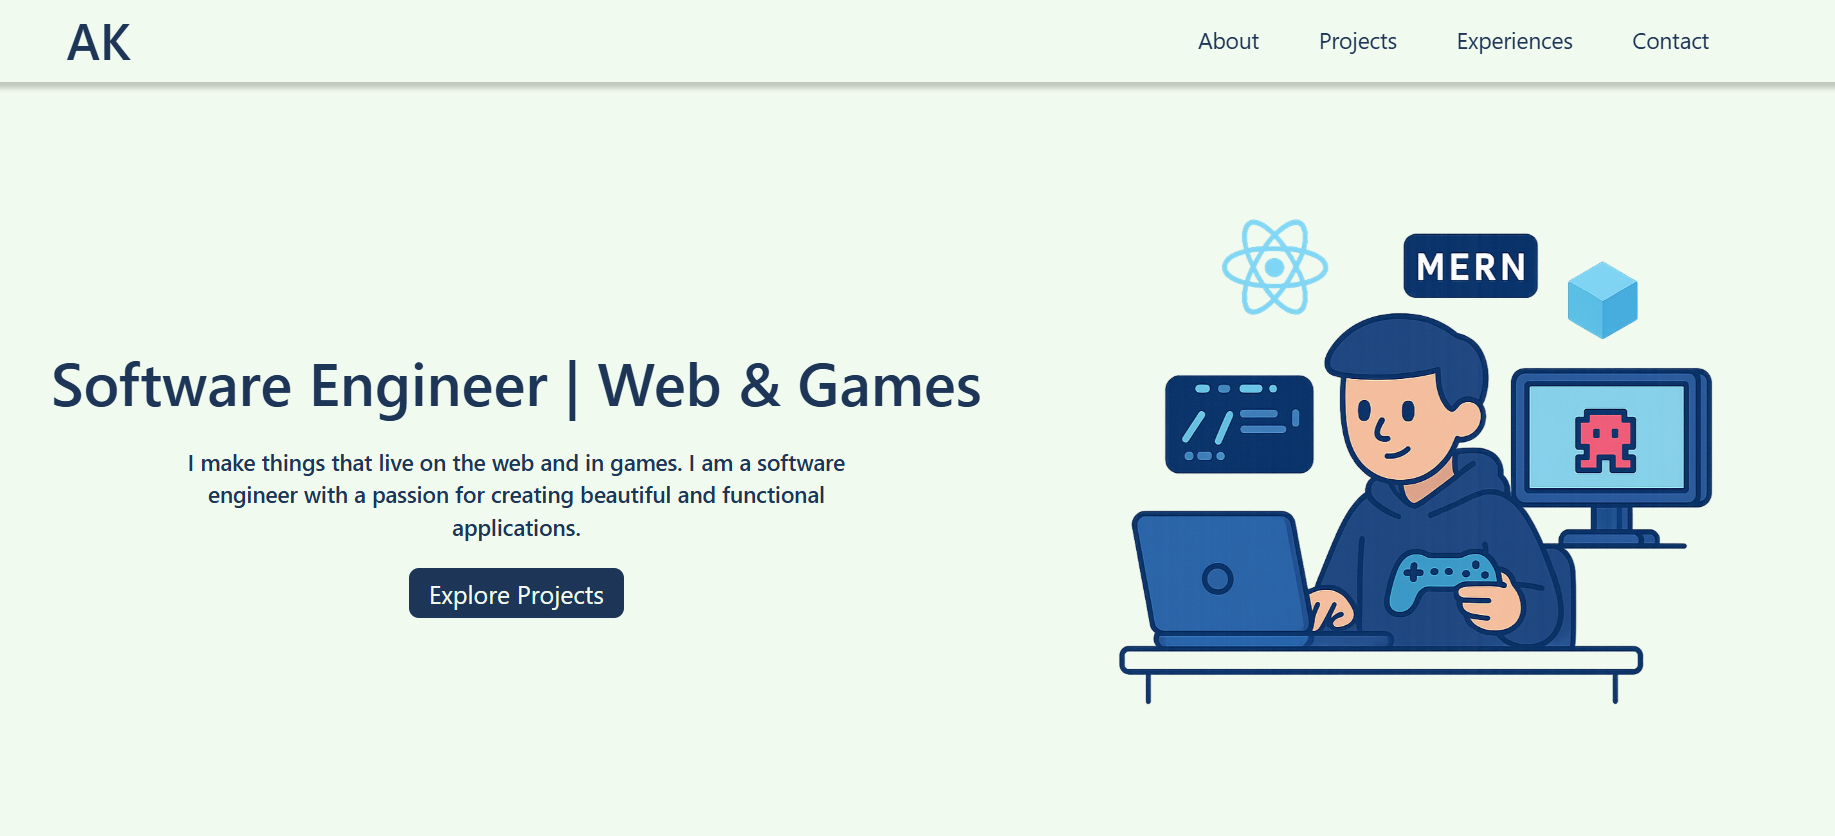 AK
About
Projects
Experiences
Contact
MERN
Software Engineer | Web & Games
I make things that live on the web and in games. I am a software
engineer with a passion for creating beautiful and functional
applications.
Explore Projects